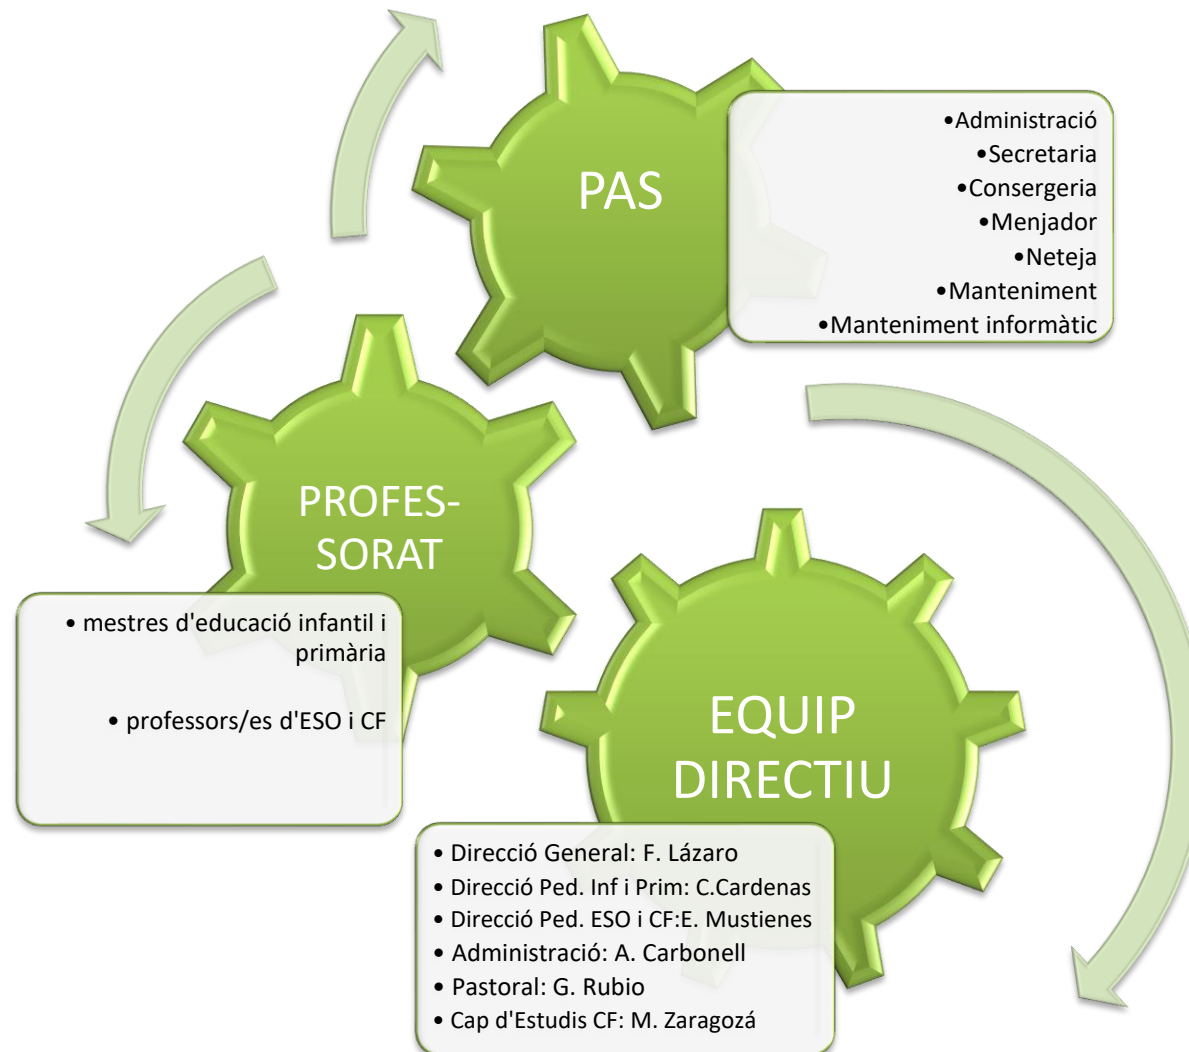 PAS
•Administració
•Secretaria
•Consergeria
•Menjador
•Neteja
•Manteniment
•Manteniment informàtic
PROFES-
SORAT
• mestres d'educació infantil i
primària
• professors/es d'ESO i CF
EQUIP
DIRECTIU
• Direcció General: F. Lázaro
• Direcció Ped. Inf i Prim: C.Cardenas
• Direcció Ped. ESO i CF:E. Mustienes
• Administració: A. Carbonell
• Pastoral: G. Rubio
• Cap d'Estudis CF: M. Zaragozá